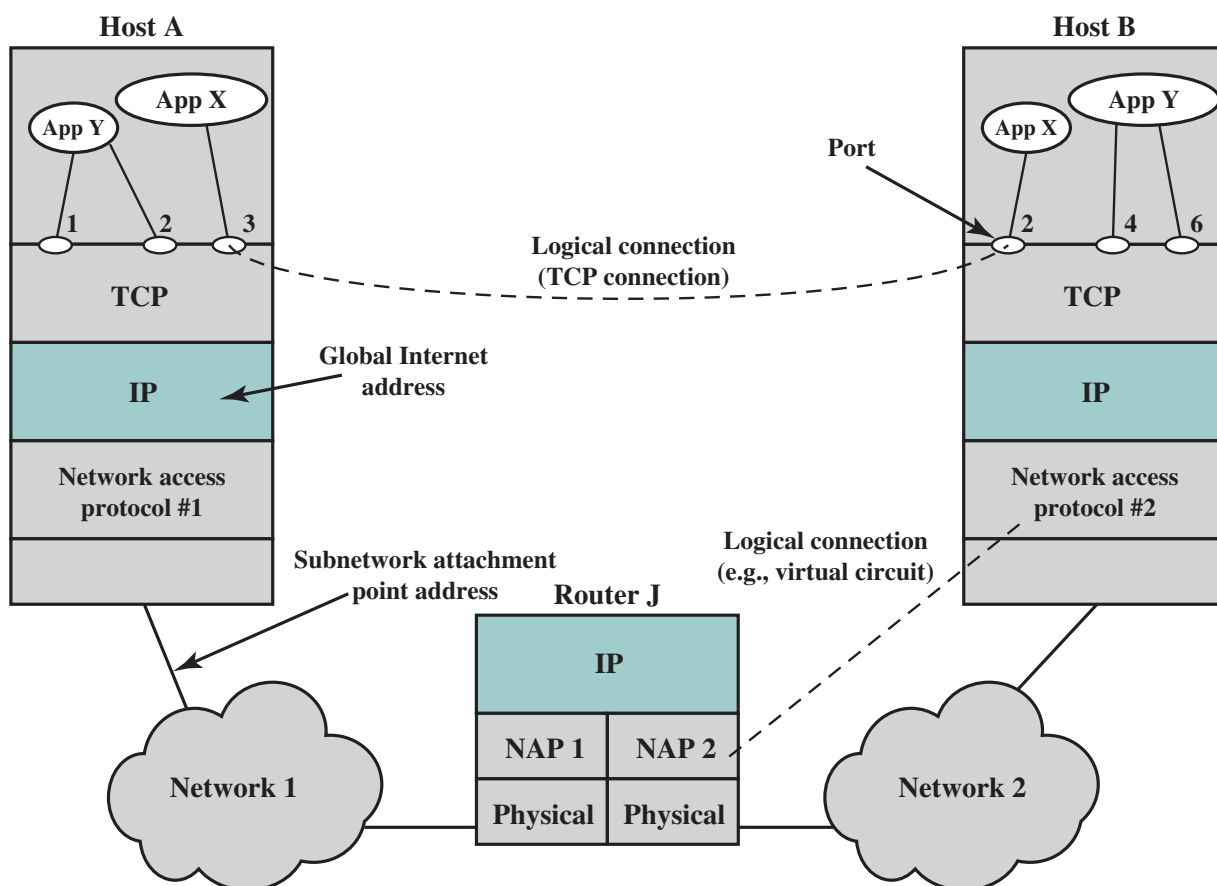 Host A
Host B
App X
App Y
App Y
App X
Port
1
2
3
2
4
6
Logical connection
(TCP connection)
TCP
TCP
Global Internet
address
IP
IP
Network access
protocol #1
Network access
protocol #2
Logical connection
(e.g., virtual circuit)
Subnetwork attachment
point address
Router J
IP
NAP 1
NAP 2
Network 1
Physical
Physical
Network 2